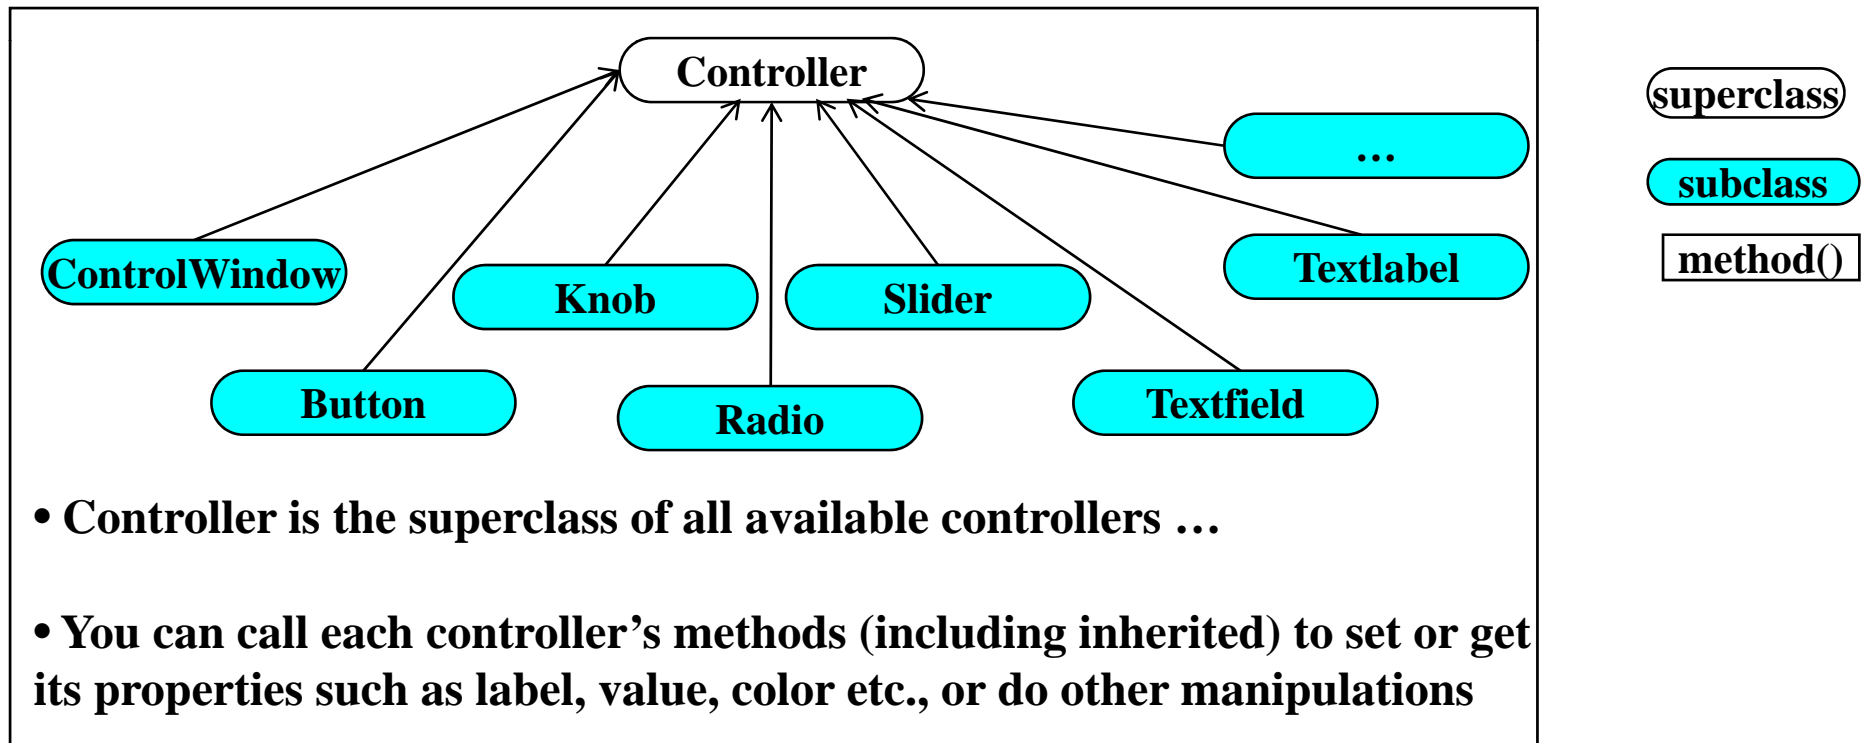 Controller
superclass
…
subclass
ControlWindow
Knob
Slider
Textlabel
method()
Button
Radio
Textfield
• Controller is the superclass of all available controllers …
• You can call each controller’s methods (including inherited) to set or get
its properties such as label, value, color etc., or do other manipulations